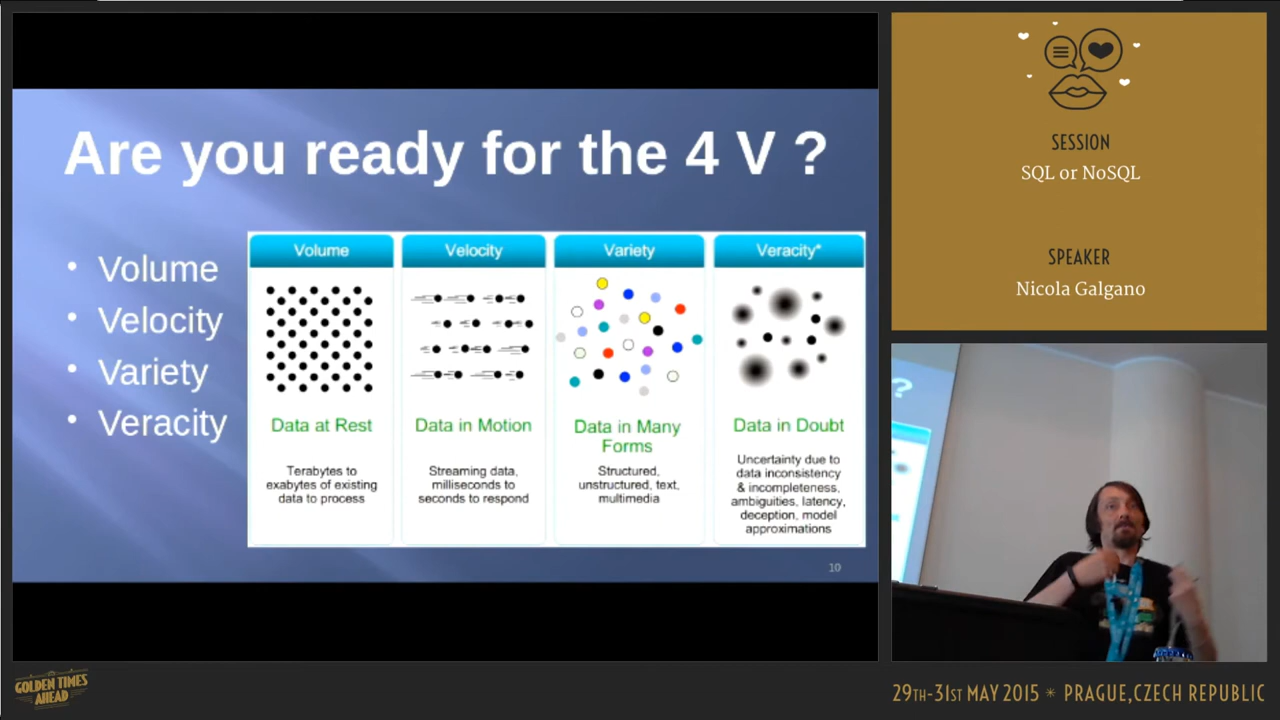 Are you ready for the 4 V ?
• Volume
• Velocity
• Variety
• Veracity
Volume
Data at Rest
Terabytes to
exabytes of existing
data to process
Velocity
Data in Motion
Streaming data,
milliseconds to
seconds to respond
Variety
Data in Many
Forms
Structured,
unstructured, text,
multimedia
Veracity*
Data in Doubt
Uncertainty due to
data inconsistency
& incompleteness,
ambiguities, latency,
deception, model
approximations
10
SESSION
SQL or NoSQL
SPEAKER
Nicola Galgano
?
GOLDEN TIMES
AHEAD
29TH-31ST MAY 2015 * PRAGUE,CZECH REPUBLIC